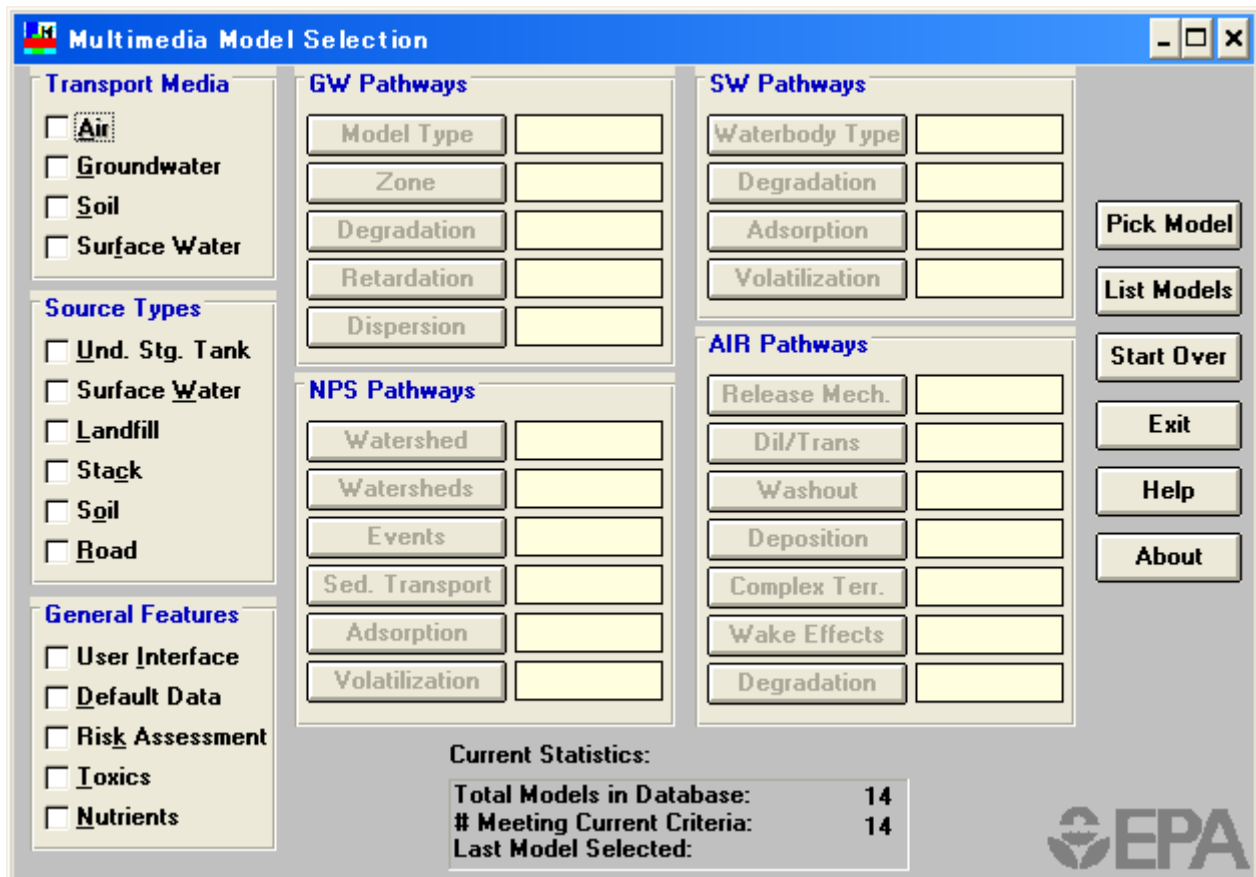 Multimedia Model Selection
Transport Media
Air
Groundwater
Soil
Surface Water
Source Types
Und. Stg. Tank
Surface Water
Landfill
Stack
Soil
Road
General Features
User Interface
Default Data
Risk Assessment
Toxics
Nutrients
GW Pathways
Model Type
Zone
Degradation
Retardation
Dispersion
NPS Pathways
Watershed
Watersheds
Events
Sed. Transport
Adsorption
Volatilization
SW Pathways
Waterbody Type
Degradation
Adsorption
Volatilization
AIR Pathways
Release Mech.
Dil/Trans
Washout
Deposition
Complex Terr.
Wake Effects
Degradation
Pick Model
List Models
Start Over
Exit
Help
About
Current Statistics:
Total Models in Database: 14
# Meeting Current Criteria: 14
Last Model Selected:
EPA